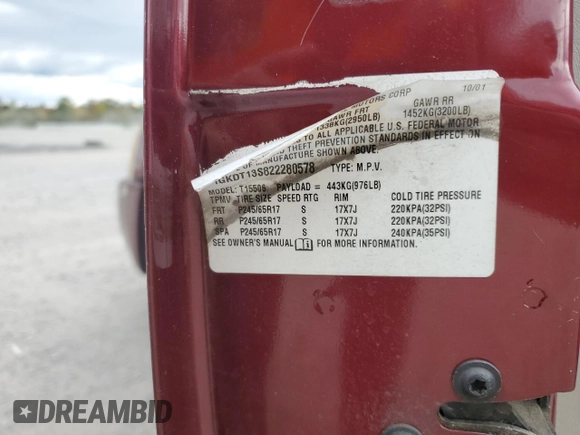 MOTORS CORP 10/01
GAWR FRT GAWR RR
1338KG(2950LB) 1452KG(3200LB)
TO ALL APPLICABLE U.S. FEDERAL MOTOR
THEFT PREVENTION STANDARDS IN EFFECT ON
OF MANUFACTURE SHOWN ABOVE.
1GKDT13S822280578 TYPE: M.P.V.
MODEL: T15506 PAYLOAD = 443KG(976LB)
TPMV TIRE SIZE SPEED RTG RIM COLD TIRE PRESSURE
FRT P245/65R17 S 17X7J 220KPA(32PSI)
RR P245/65R17 S 17X7J 220KPA(32PSI)
SPA P245/65R17 S 17X7J 240KPA(35PSI)
SEE OWNER'S MANUAL FOR MORE INFORMATION.
DREAMBID